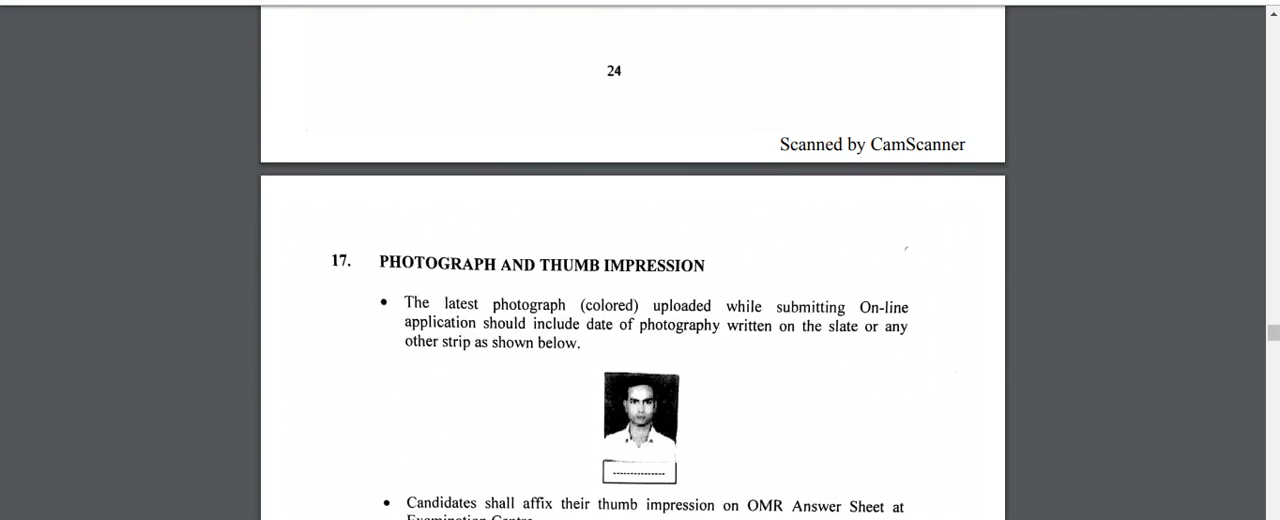 24
Scanned by CamScanner
17. PHOTOGRAPH AND THUMB IMPRESSION
• The latest photograph (colored) uploaded while submitting On-line
application should include date of photography written on the slate or any
other strip as shown below.
• Candidates shall affix their thumb impression on OMR Answer Sheet at
Examination Centre